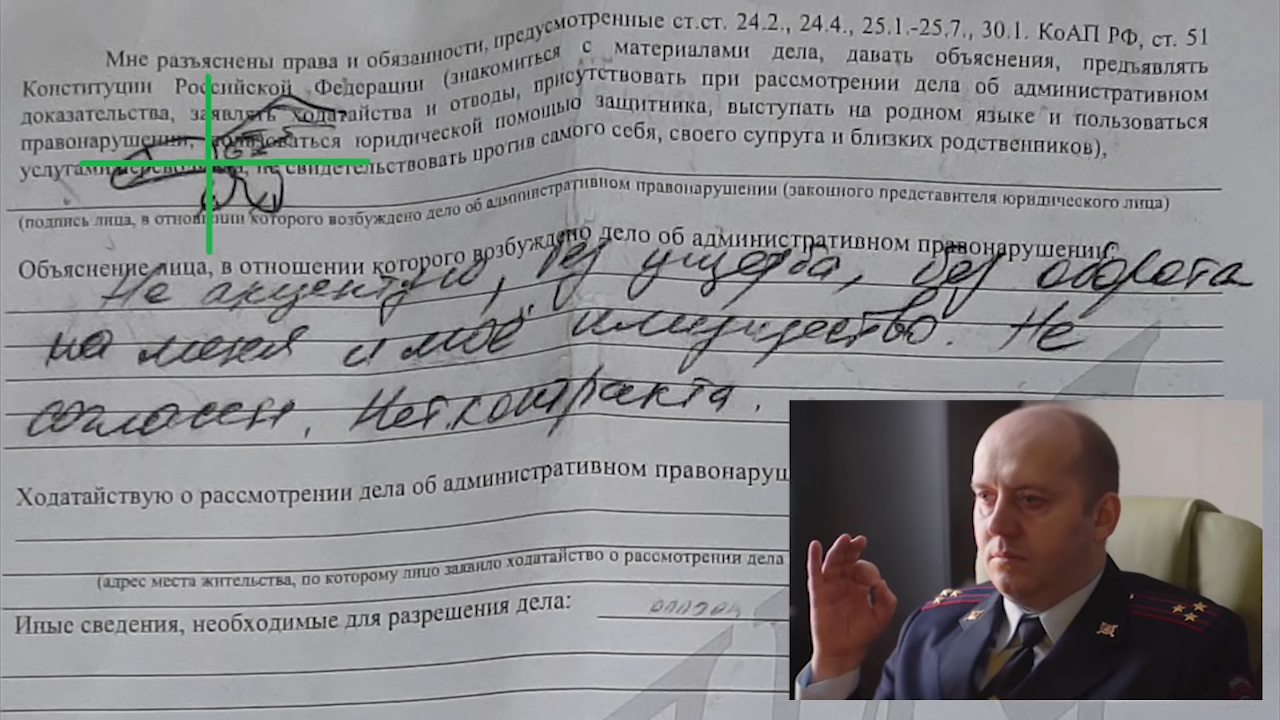 Мне разъяснены права и обязанности, предусмотренные ст.ст. 24.2., 24.4., 25.1.-25.7., 30.1. КоАП РФ, ст. 51
Конституции Российской Федерации (знакомиться с материалами дела, давать объяснения, предъявлять
доказательства, заявлять ходатайства и отводы, присутствовать при рассмотрении дела об административном
правонарушении, пользоваться юридической помощью защитника, выступать на родном языке и пользоваться
услугами переводчика, не свидетельствовать против самого себя, своего супруга и близких родственников),
(подпись лица, в отношении которого возбуждено дело об административном правонарушении (законного представителя юридического лица)
Объяснение лица, в отношении которого возбуждено дело об административном правонарушении:
Не акцептую, без ущерба, без оборота
на меня и моё имущество. Не
согласен. Нет контракта.
Ходатайствую о рассмотрении дела об административном правонаруш
(адрес места жительства, по которому лицо заявило ходатайство о рассмотрении дела
Иные сведения, необходимые для разрешения дела: